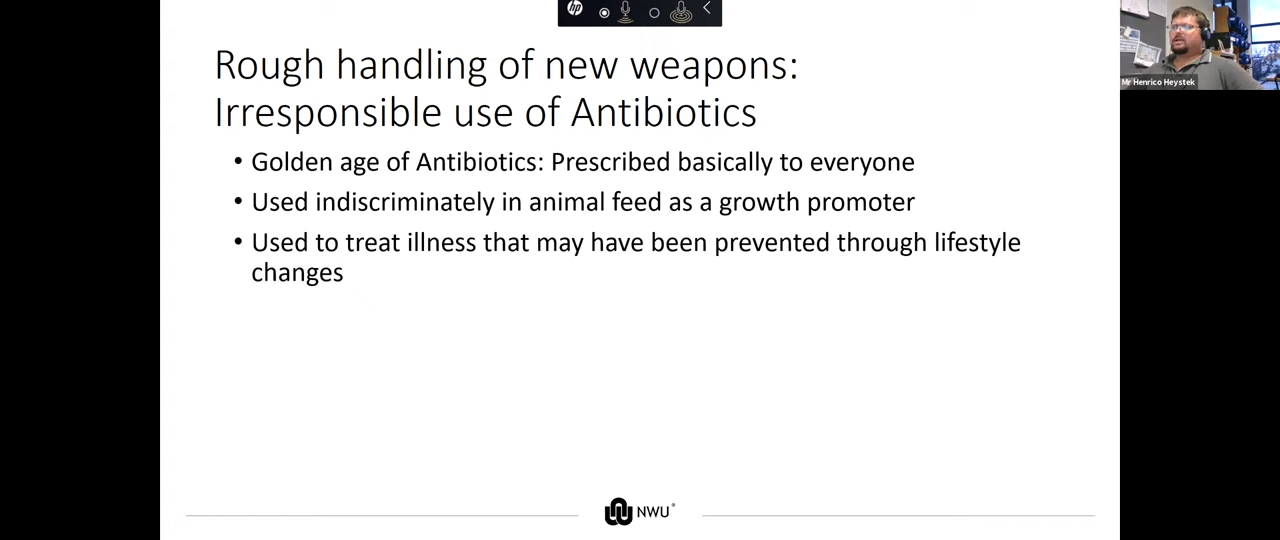 hp
Mr Henrico Heystek
Rough handling of new weapons:
Irresponsible use of Antibiotics
• Golden age of Antibiotics: Prescribed basically to everyone
• Used indiscriminately in animal feed as a growth promoter
• Used to treat illness that may have been prevented through lifestyle
changes
NWU®